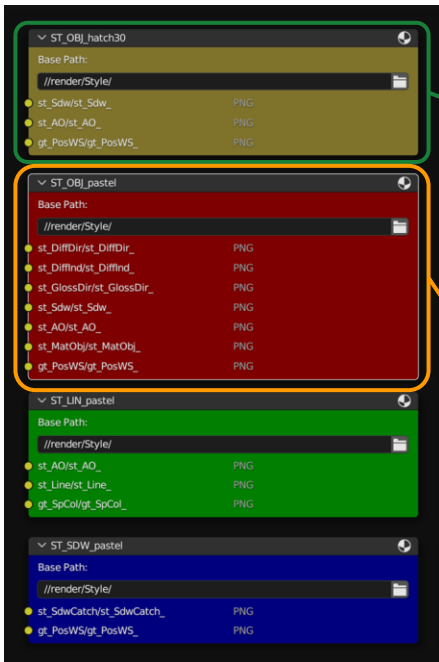 ST_OBJ_hatch30
Base Path:
//render/Style/
st_Sdw/st_Sdw_ PNG
st_AO/st_AO_ PNG
gt_PosWS/gt_PosWS_ PNG
ST_OBJ_pastel
Base Path:
//render/Style/
st_DiffDir/st_DiffDir_ PNG
st_DiffInd/st_DiffInd_ PNG
st_GlossDir/st_GlossDir_ PNG
st_Sdw/st_Sdw_ PNG
st_AO/st_AO_ PNG
st_MatObj/st_MatObj_ PNG
gt_PosWS/gt_PosWS_ PNG
ST_LIN_pastel
Base Path:
//render/Style/
st_AO/st_AO_ PNG
st_Line/st_Line_ PNG
gt_SpCol/gt_SpCol_ PNG
ST_SDW_pastel
Base Path:
//render/Style/
st_SdwCatch/st_SdwCatch_ PNG
gt_PosWS/gt_PosWS_ PNG